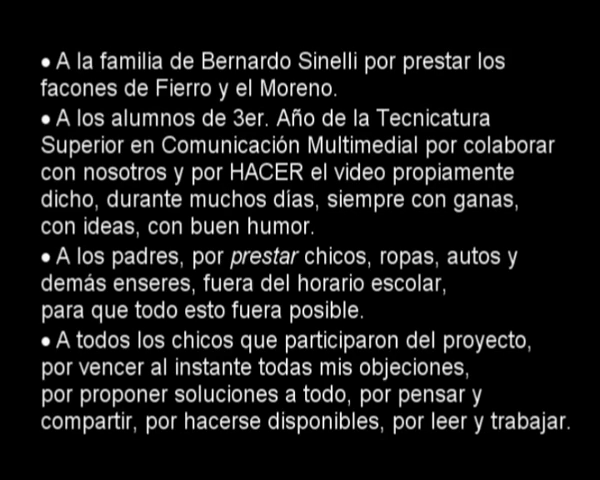 • A la familia de Bernardo Sinelli por prestar los
facones de Fierro y el Moreno.
• A los alumnos de 3er. Año de la Tecnicatura
Superior en Comunicación Multimedial por colaborar
con nosotros y por HACER el video propiamente
dicho, durante muchos días, siempre con ganas,
con ideas, con buen humor.
• A los padres, por prestar chicos, ropas, autos y
demás enseres, fuera del horario escolar,
para que todo esto fuera posible.
• A todos los chicos que participaron del proyecto,
por vencer al instante todas mis objeciones,
por proponer soluciones a todo, por pensar y
compartir, por hacerse disponibles, por leer y trabajar.